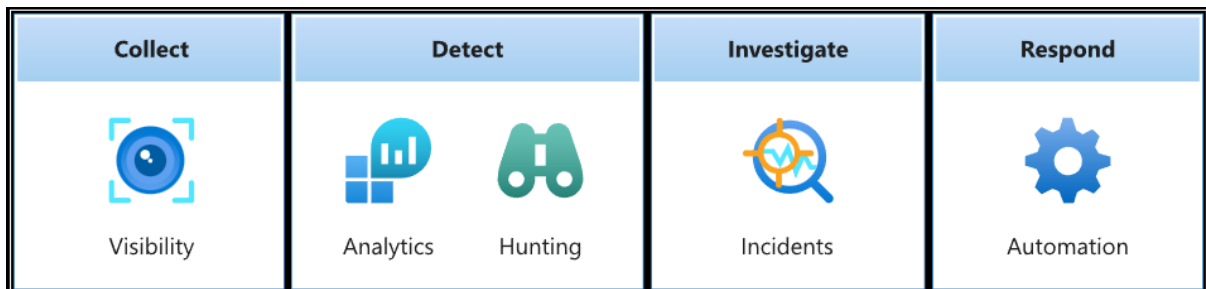 Collect
Detect
Investigate
Respond
Visibility
Analytics
Hunting
Incidents
Automation